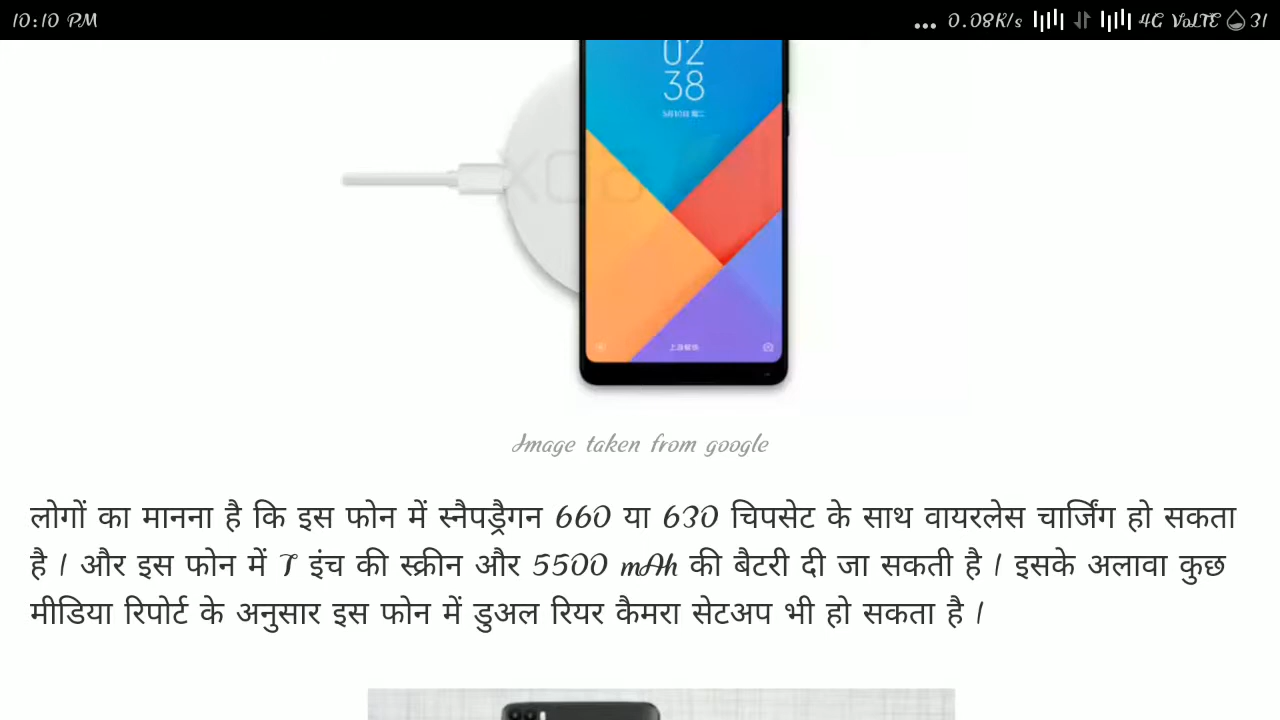 10:10 PM ... 0.08K/s 4G VoLTE 31
02
38
Image taken from google
लोगों का मानना है कि इस फोन में स्नैपड्रैगन 660 या 630 चिपसेट के साथ वायरलेस चार्जिंग हो सकता
है । और इस फोन में 7 इंच की स्क्रीन और 5500 mAh की बैटरी दी जा सकती है । इसके अलावा कुछ
मीडिया रिपोर्ट के अनुसार इस फोन में डुअल रियर कैमरा सेटअप भी हो सकता है ।